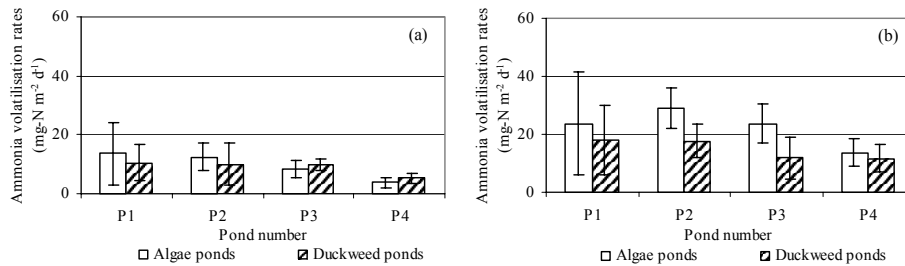 Ammonia volatilisation rates
(mg-N m⁻² d⁻¹)
60
40
20
0
(a)
P1 P2 P3 P4
Pond number
Algae ponds Duckweed ponds
Ammonia volatilisation rates
(mg-N m⁻² d⁻¹)
60
40
20
0
(b)
P1 P2 P3 P4
Pond number
Algae ponds Duckweed ponds